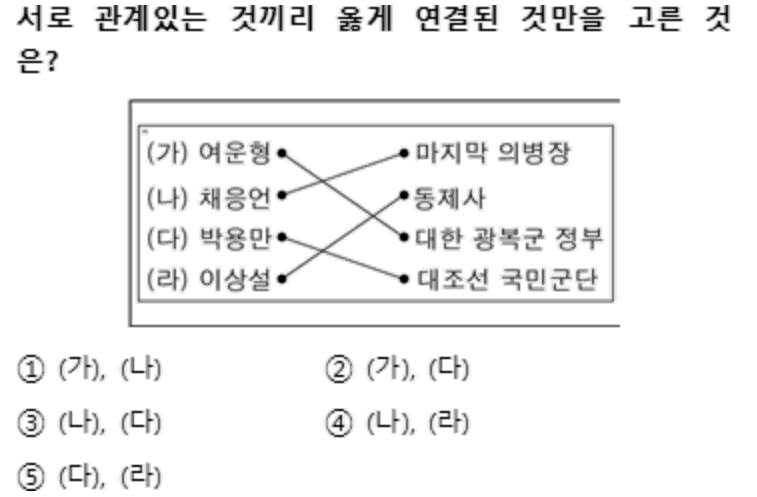 서로 관계있는 것끼리 옳게 연결된 것만을 고른 것
은?
(가) 여운형 마지막 의병장
(나) 채응언 동제사
(다) 박용만 대한 광복군 정부
(라) 이상설 대조선 국민군단
① (가), (나) ② (가), (다)
③ (나), (다) ④ (나), (라)
⑤ (다), (라)